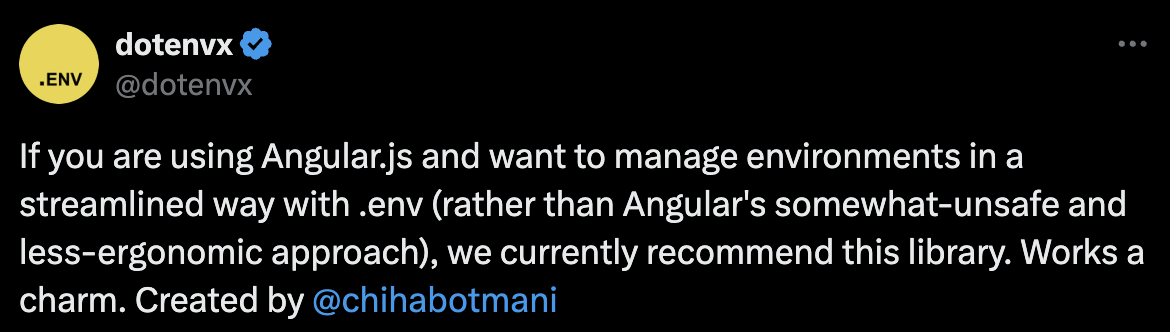 dotenvx
.ENV
@dotenvx
If you are using Angular.js and want to manage environments in a
streamlined way with .env (rather than Angular's somewhat-unsafe and
less-ergonomic approach), we currently recommend this library. Works a
charm. Created by @chihabotmani